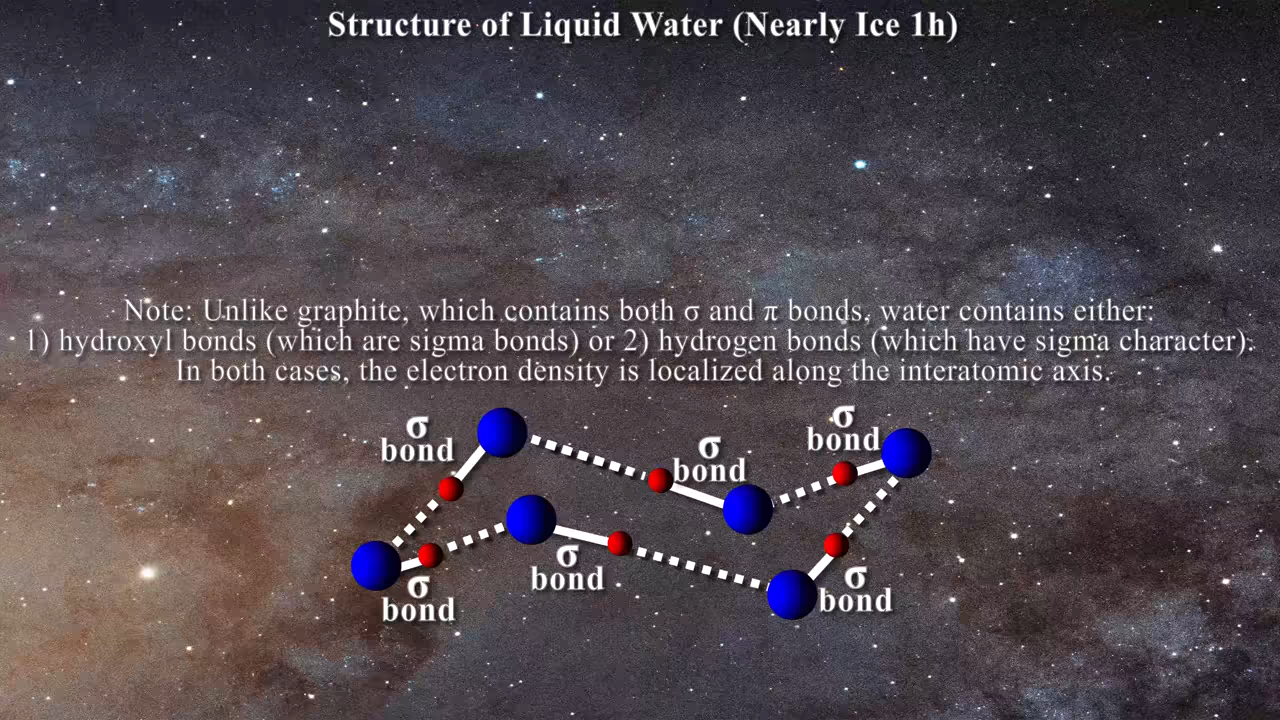 Structure of Liquid Water (Nearly Ice 1h)
Note: Unlike graphite, which contains both σ and π bonds, water contains either:
1) hydroxyl bonds (which are sigma bonds) or 2) hydrogen bonds (which have sigma character).
In both cases, the electron density is localized along the interatomic axis.
σ
bond
σ
bond
σ
bond
σ
bond
σ
bond
σ
bond